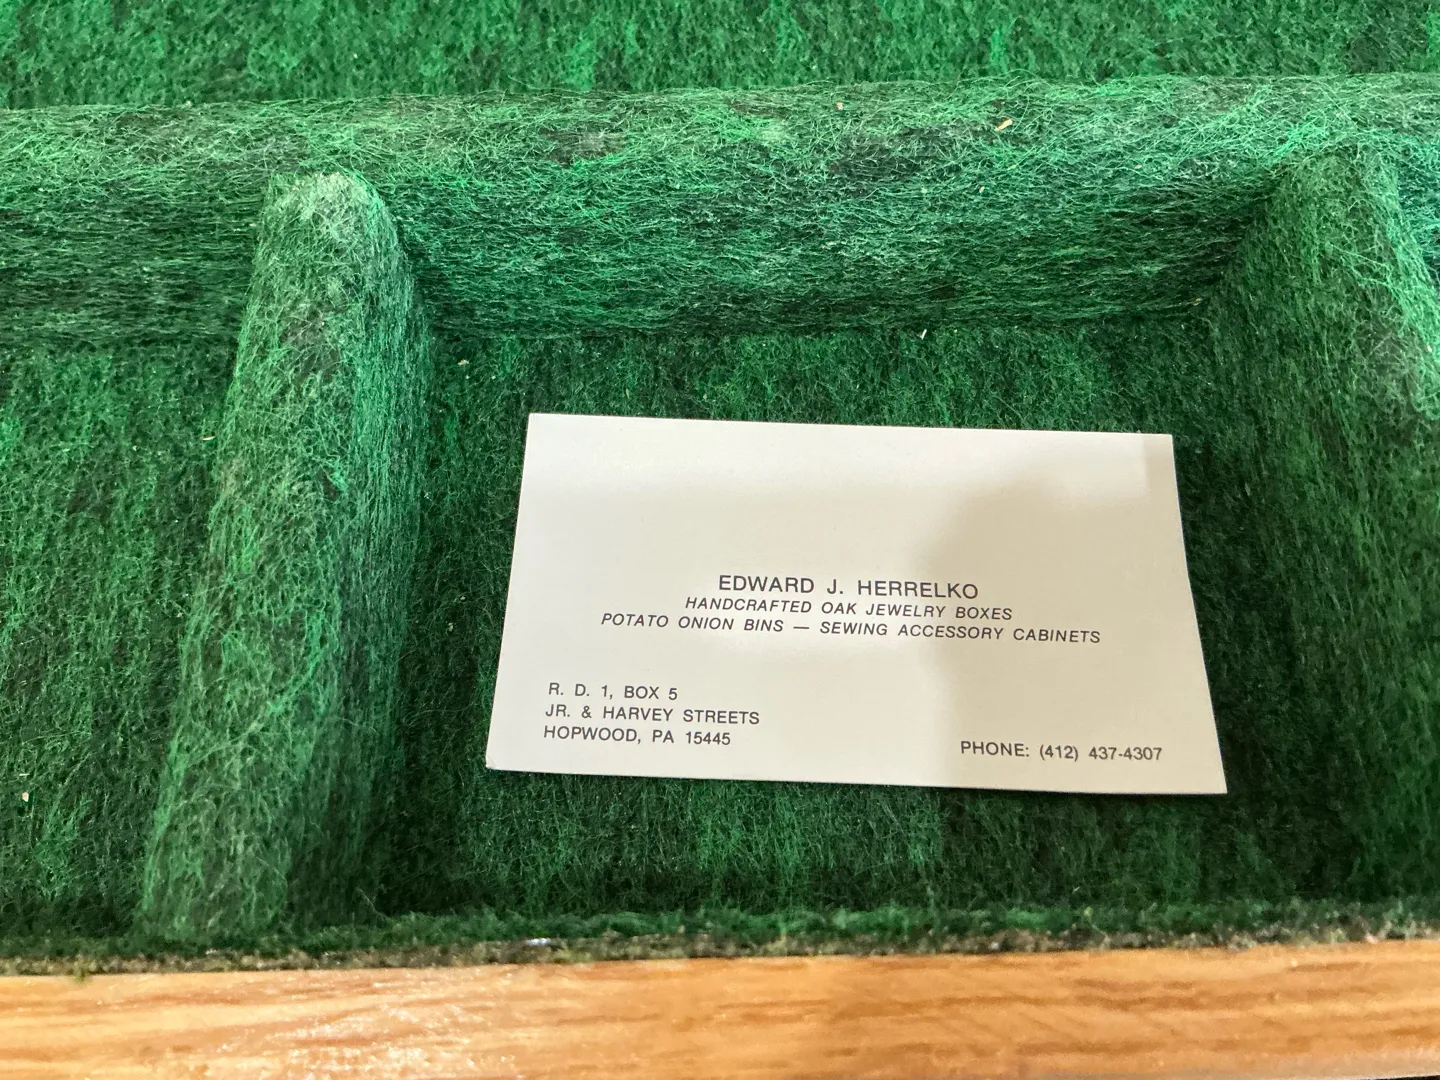 EDWARD J. HERRELKO
HANDCRAFTED OAK JEWELRY BOXES
POTATO ONION BINS — SEWING ACCESSORY CABINETS
R. D. 1, BOX 5
JR. & HARVEY STREETS
HOPWOOD, PA 15445
PHONE: (412) 437-4307